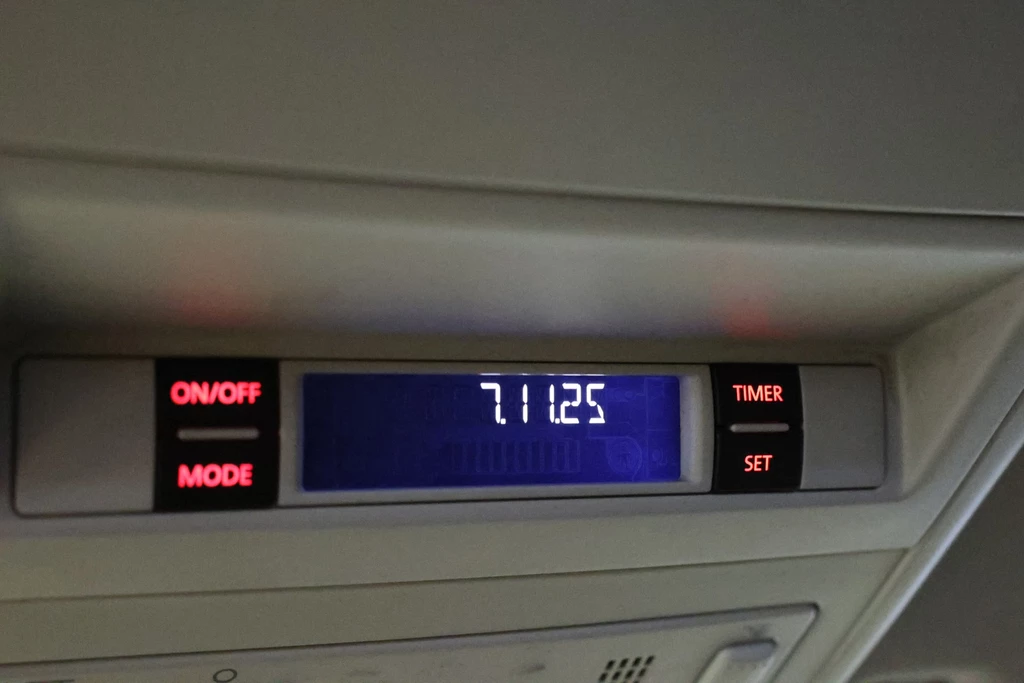 ON/OFF
MODE
7.11.25
TIMER
SET